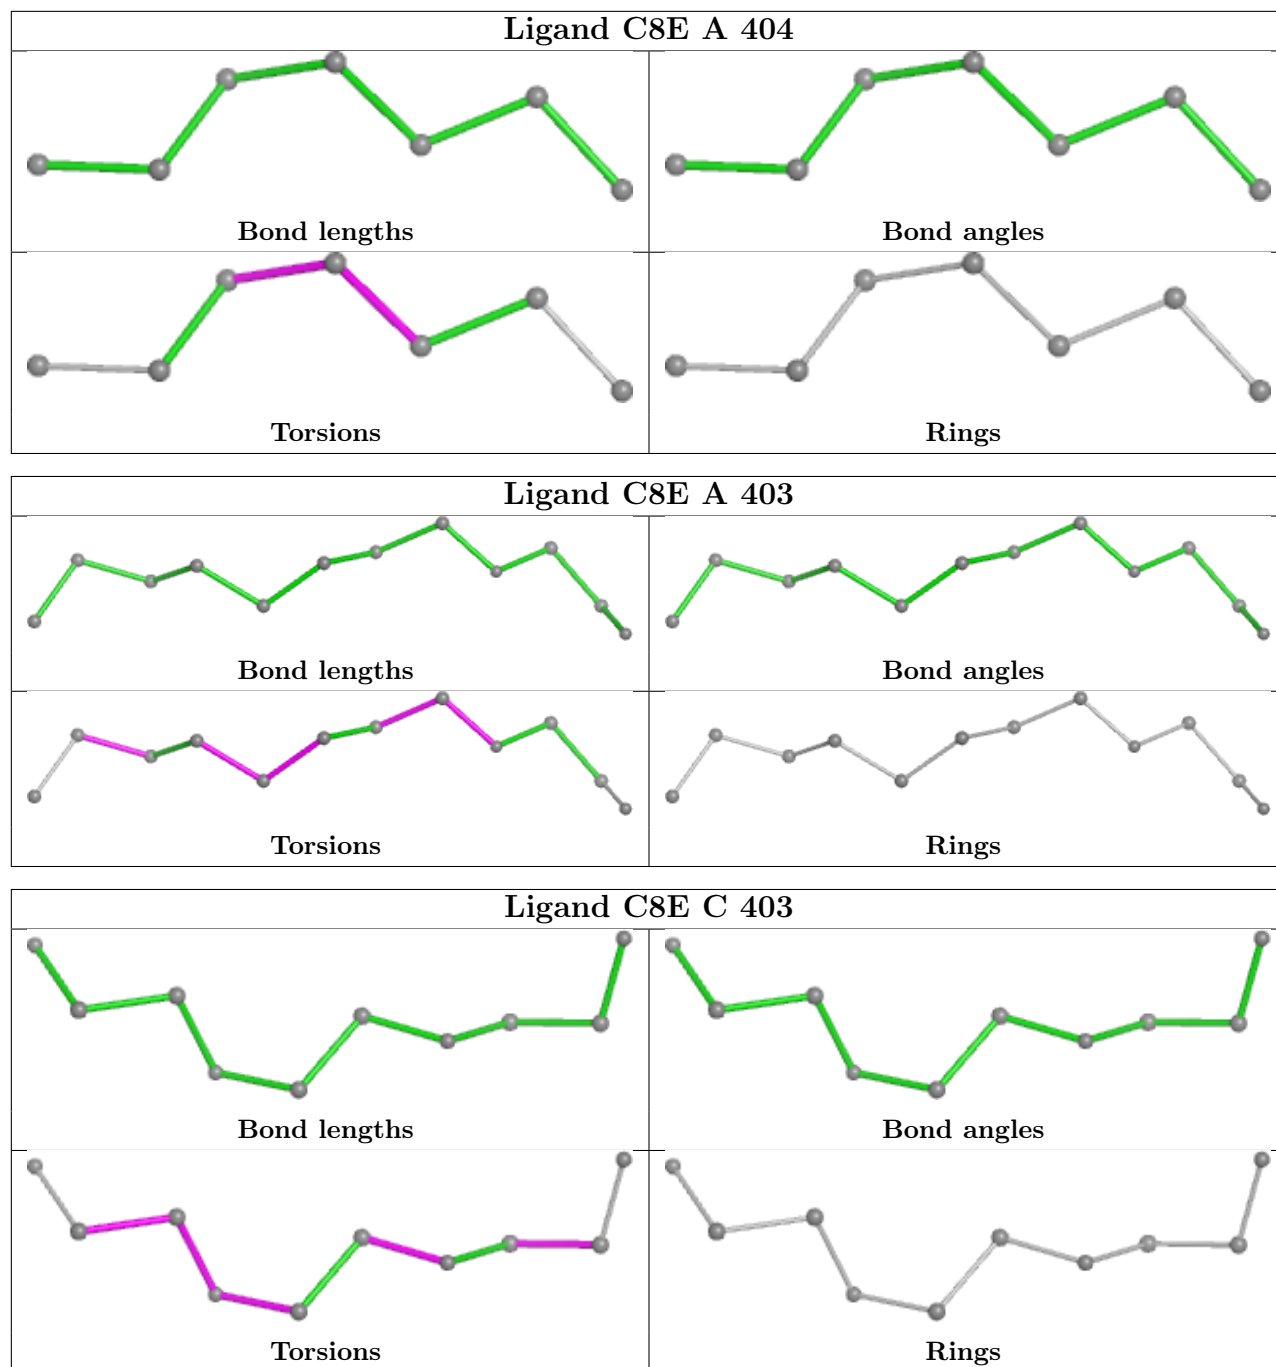 Ligand C8E A 404
Bond lengths
Bond angles
Torsions
Rings
Ligand C8E A 403
Bond lengths
Bond angles
Torsions
Rings
Ligand C8E C 403
Bond lengths
Bond angles
Torsions
Rings